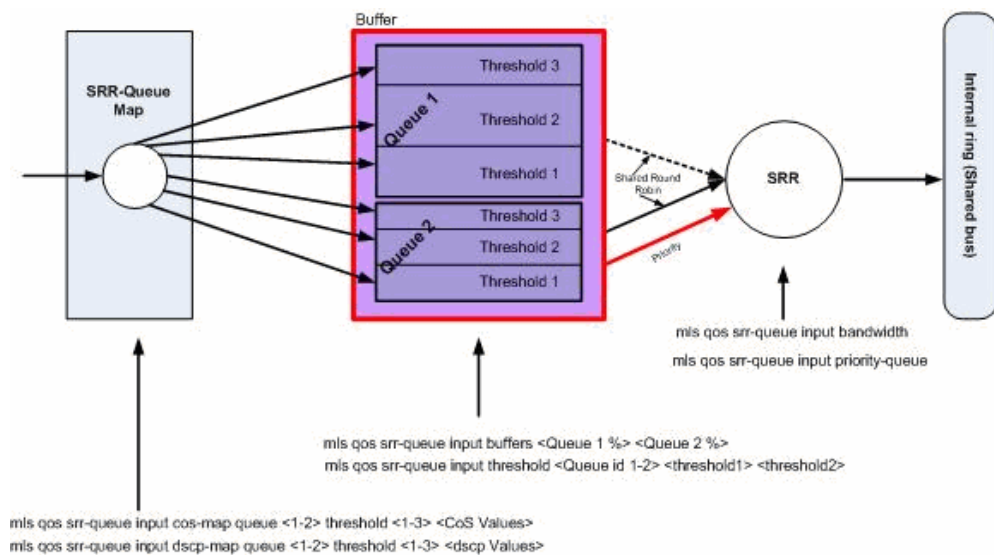 Buffer
SRR-Queue
Map
Queue 1
Threshold 3
Threshold 2
Threshold 1
Queue 2
Threshold 3
Threshold 2
Threshold 1
Shared Round
Robin
Priority
SRR
Internal ring (Shared bus)
mls qos srr-queue input bandwidth
mls qos srr-queue input priority-queue
mls qos srr-queue input buffers <Queue 1 %> <Queue 2 %>
mls qos srr-queue input threshold <Queue id 1-2> <threshold1> <threshold2>
mls qos srr-queue input cos-map queue <1-2> threshold <1-3> <CoS Values>
mls qos srr-queue input dscp-map queue <1-2> threshold <1-3> <dscp Values>